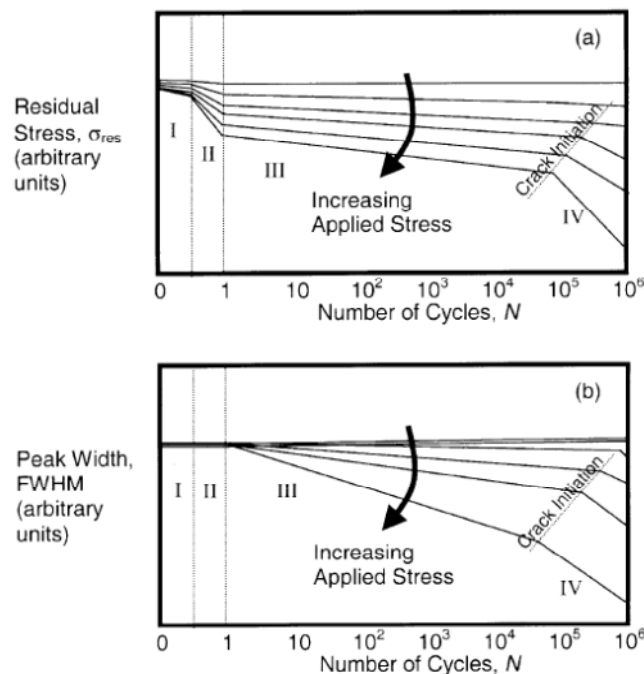 (a)
Residual
Stress, σres
(arbitrary
units)
I
II
III
Increasing
Applied Stress
Crack Initiation
IV
0 1 10 10² 10³ 10⁴ 10⁵ 10⁶
Number of Cycles, N
(b)
Peak Width,
FWHM
(arbitrary
units)
I
II
III
Increasing
Applied Stress
Crack Initiation
IV
0 1 10 10² 10³ 10⁴ 10⁵ 10⁶
Number of Cycles, N